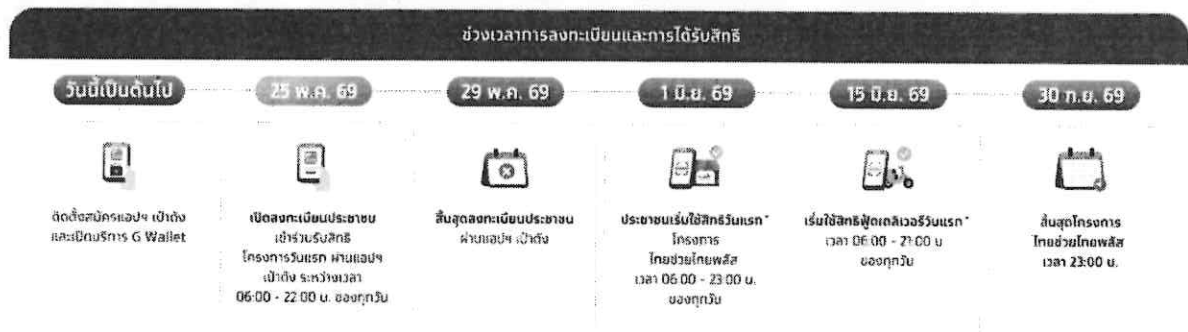 ช่วงเวลาการลงทะเบียนและการได้รับสิทธิ
วันนี้เป็นต้นไป
ติดตั้งสมัครแอปฯ เป๋าตัง
และเปิดบริการ G Wallet
25 พ.ค. 69
เปิดลงทะเบียนประชาชน
เข้าร่วมรับสิทธิ
โครงการวันแรก ผ่านแอปฯ
เป๋าตัง ระหว่างเวลา
06:00 - 22:00 น. ของทุกวัน
29 พ.ค. 69
สิ้นสุดลงทะเบียนประชาชน
ผ่านแอปฯ เป๋าตัง
1 มิ.ย. 69
ประชาชนเริ่มใช้สิทธิวันแรก*
โครงการ
ไทยช่วยไทยพลัส
เวลา 06:00 - 23:00 น.
ของทุกวัน
15 มิ.ย. 69
เริ่มใช้สิทธิฟู้ดเดลิเวอรีวันแรก*
เวลา 06:00 - 21:00 น
ของทุกวัน
30 ก.ย. 69
สิ้นสุดโครงการ
ไทยช่วยไทยพลัส
เวลา 23:00 น.